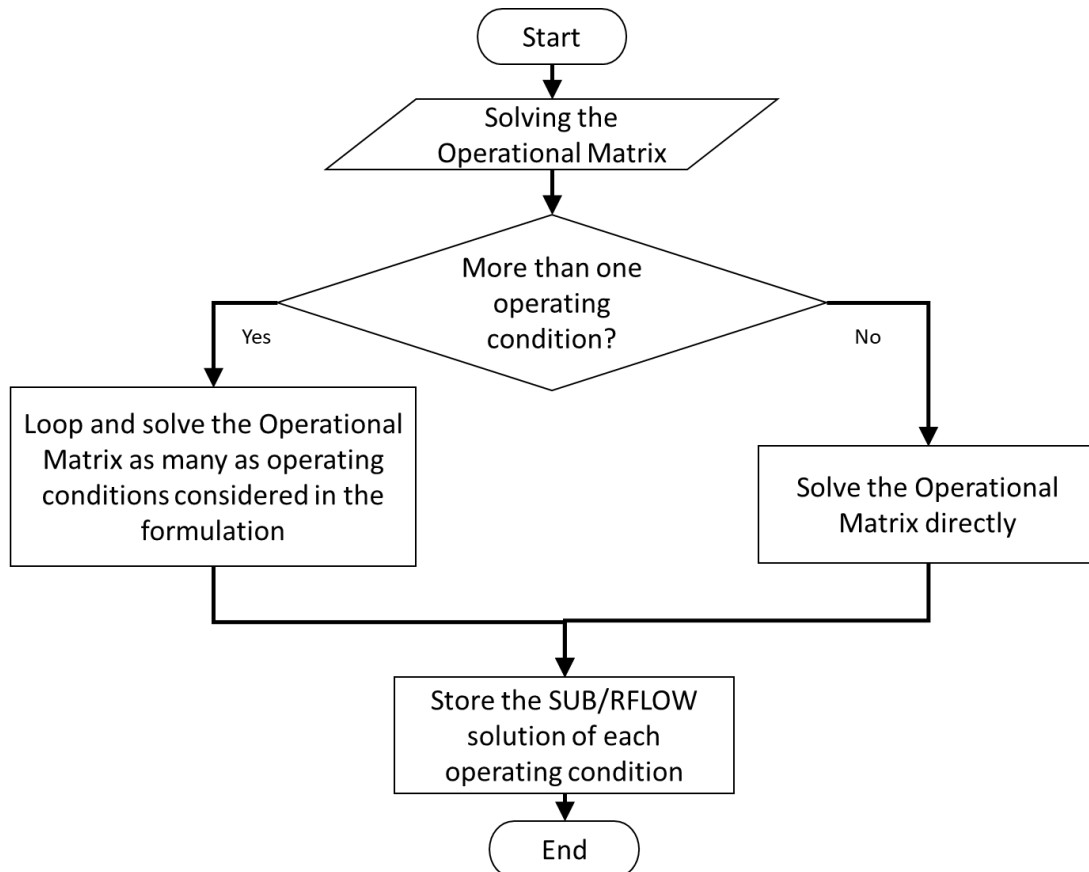 Start
Solving the
Operational Matrix
More than one
operating
condition?
Yes
No
Loop and solve the Operational
Matrix as many as operating
conditions considered in the
formulation
Solve the Operational
Matrix directly
Store the SUB/RFLOW
solution of each
operating condition
End